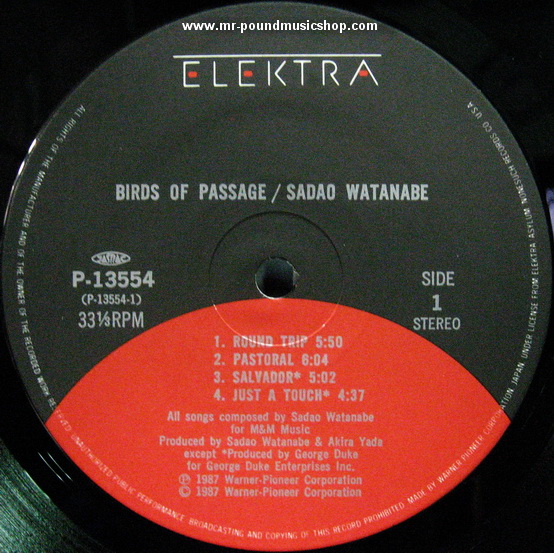 www.mr-poundmusicshop.com
ELEKTRA
BIRDS OF PASSAGE / SADAO WATANABE
JASRAC
P-13554
(P-13554-1)
33⅓RPM
SIDE
1
STEREO
1. ROUND TRIP 5:50
2. PASTORAL 6:04
3. SALVADOR* 5:02
4. JUST A TOUCH* 4:37
All songs composed by Sadao Watanabe
for M&M Music
Produced by Sadao Watanabe & Akira Yada
except *Produced by George Duke
for George Duke Enterprises Inc.
℗ 1987 Warner-Pioneer Corporation
© 1987 Warner-Pioneer Corporation
ALL RIGHTS OF THE MANUFACTURER AND OF THE OWNER OF THE RECORDED WORK RESERVED. UNAUTHORIZED PUBLIC PERFORMANCE, BROADCASTING AND COPYING OF THIS RECORD PROHIBITED. MADE BY WARNER-PIONEER CORPORATION JAPAN UNDER LICENSE FROM ELEKTRA ASYLUM NONESUCH RECORDS CO. USA